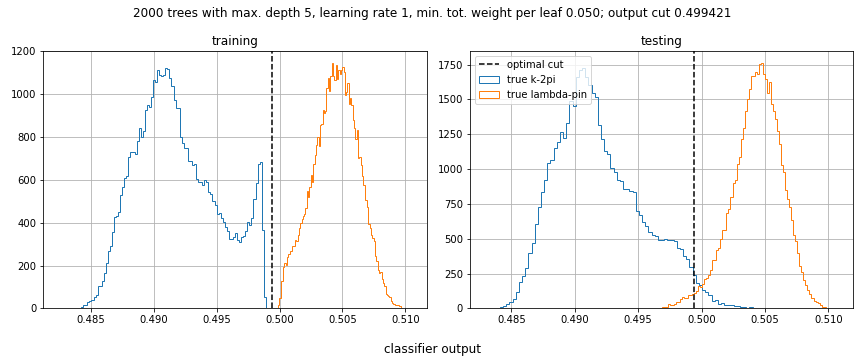 2000 trees with max. depth 5, learning rate 1, min. tot. weight per leaf 0.050; output cut 0.499421
training
1200
1000
800
600
400
200
0
0.485 0.490 0.495 0.500 0.505 0.510
testing
optimal cut
true k-2pi
true lambda-pin
1750
1500
1250
1000
750
500
250
0
0.485 0.490 0.495 0.500 0.505 0.510
classifier output